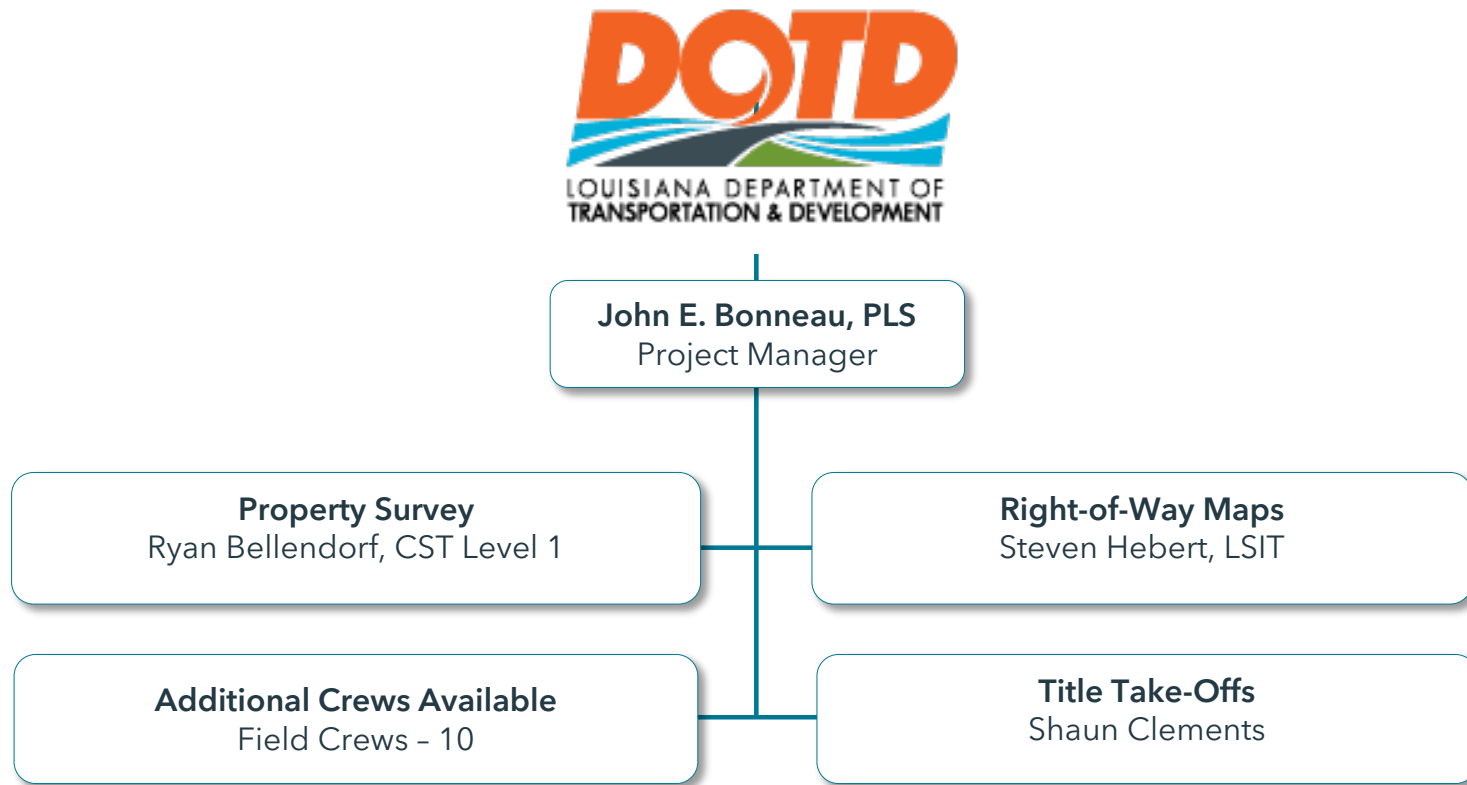 DOTD
LOUISIANA DEPARTMENT OF
TRANSPORTATION & DEVELOPMENT
John E. Bonneau, PLS
Project Manager
Property Survey
Ryan Bellendorf, CST Level 1
Right-of-Way Maps
Steven Hebert, LSIT
Additional Crews Available
Field Crews – 10
Title Take-Offs
Shaun Clements